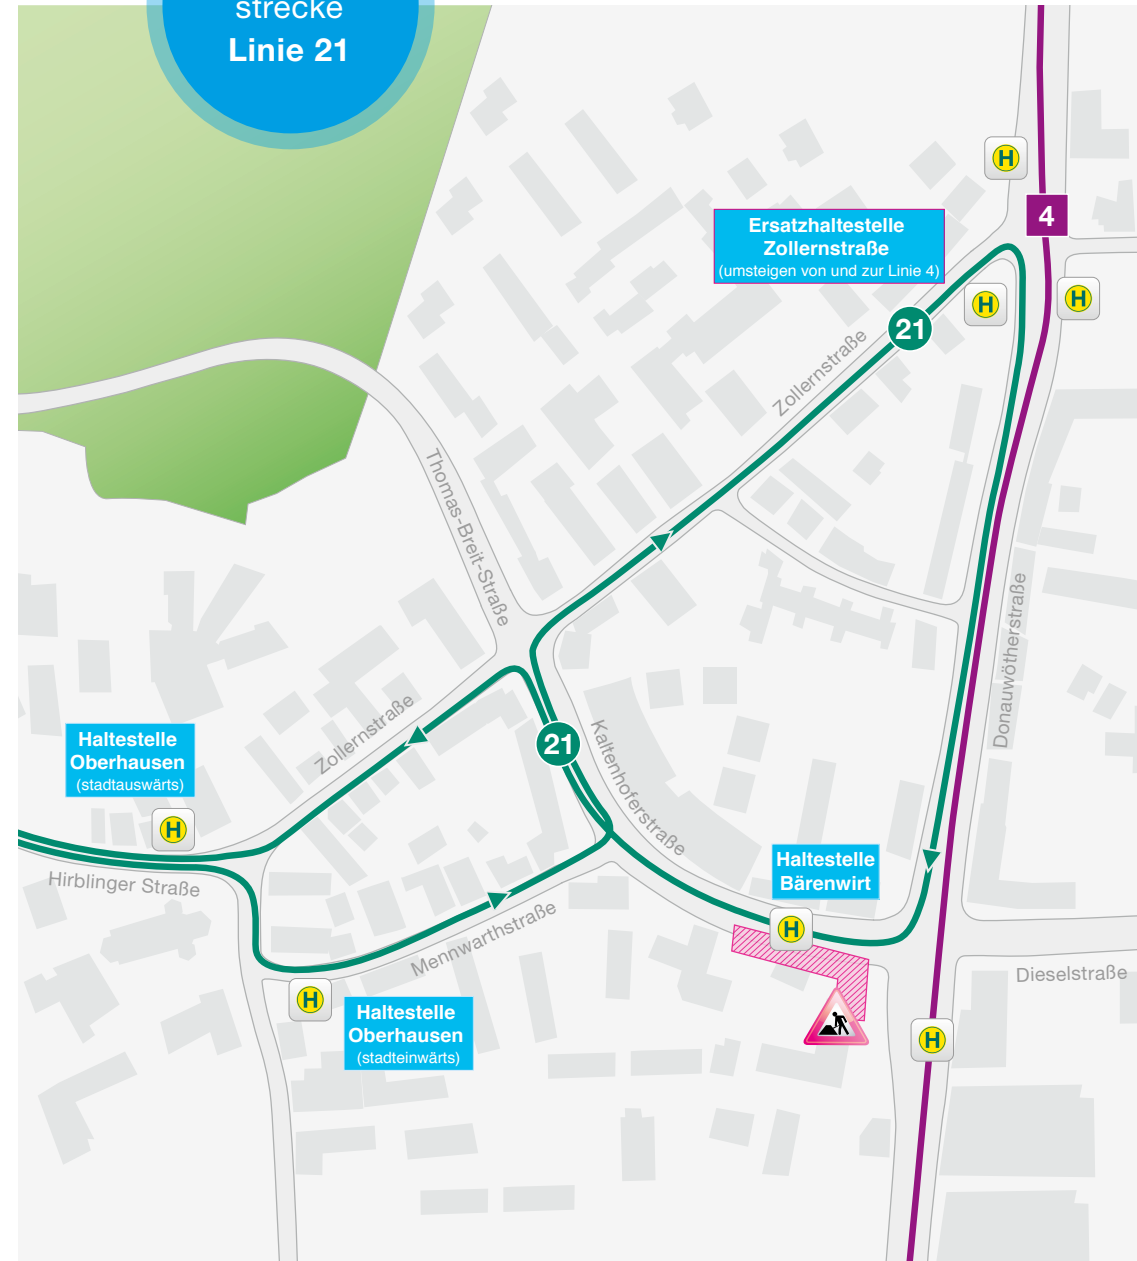 strecke
Linie 21
H
4
Ersatzhaltestelle
Zollernstraße
(umsteigen von und zur Linie 4)
H
H
21
Zollernstraße
Thomas-Breit-Straße
Donauwötherstraße
Zollernstraße
21
Kaltenhoferstraße
Haltestelle
Oberhausen
(stadtauswärts)
H
Hirblinger Straße
Haltestelle
Bärenwirt
H
Mennwarthstraße
Dieselstraße
H
Haltestelle
Oberhausen
(stadteinwärts)
H